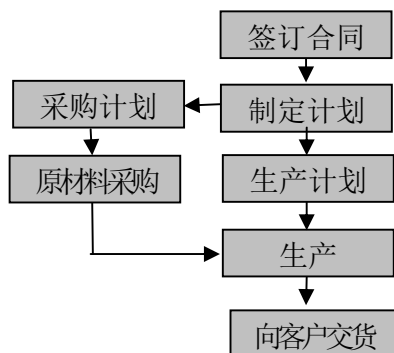 签订合同
采购计划
制定计划
原材料采购
生产计划
生产
向客户交货